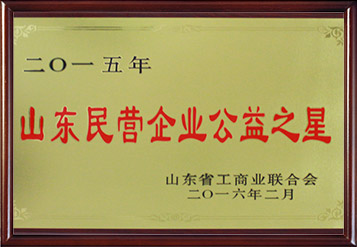 二〇一五年
山东民营企业公益之星
山东省工商业联合会
二〇一六年二月